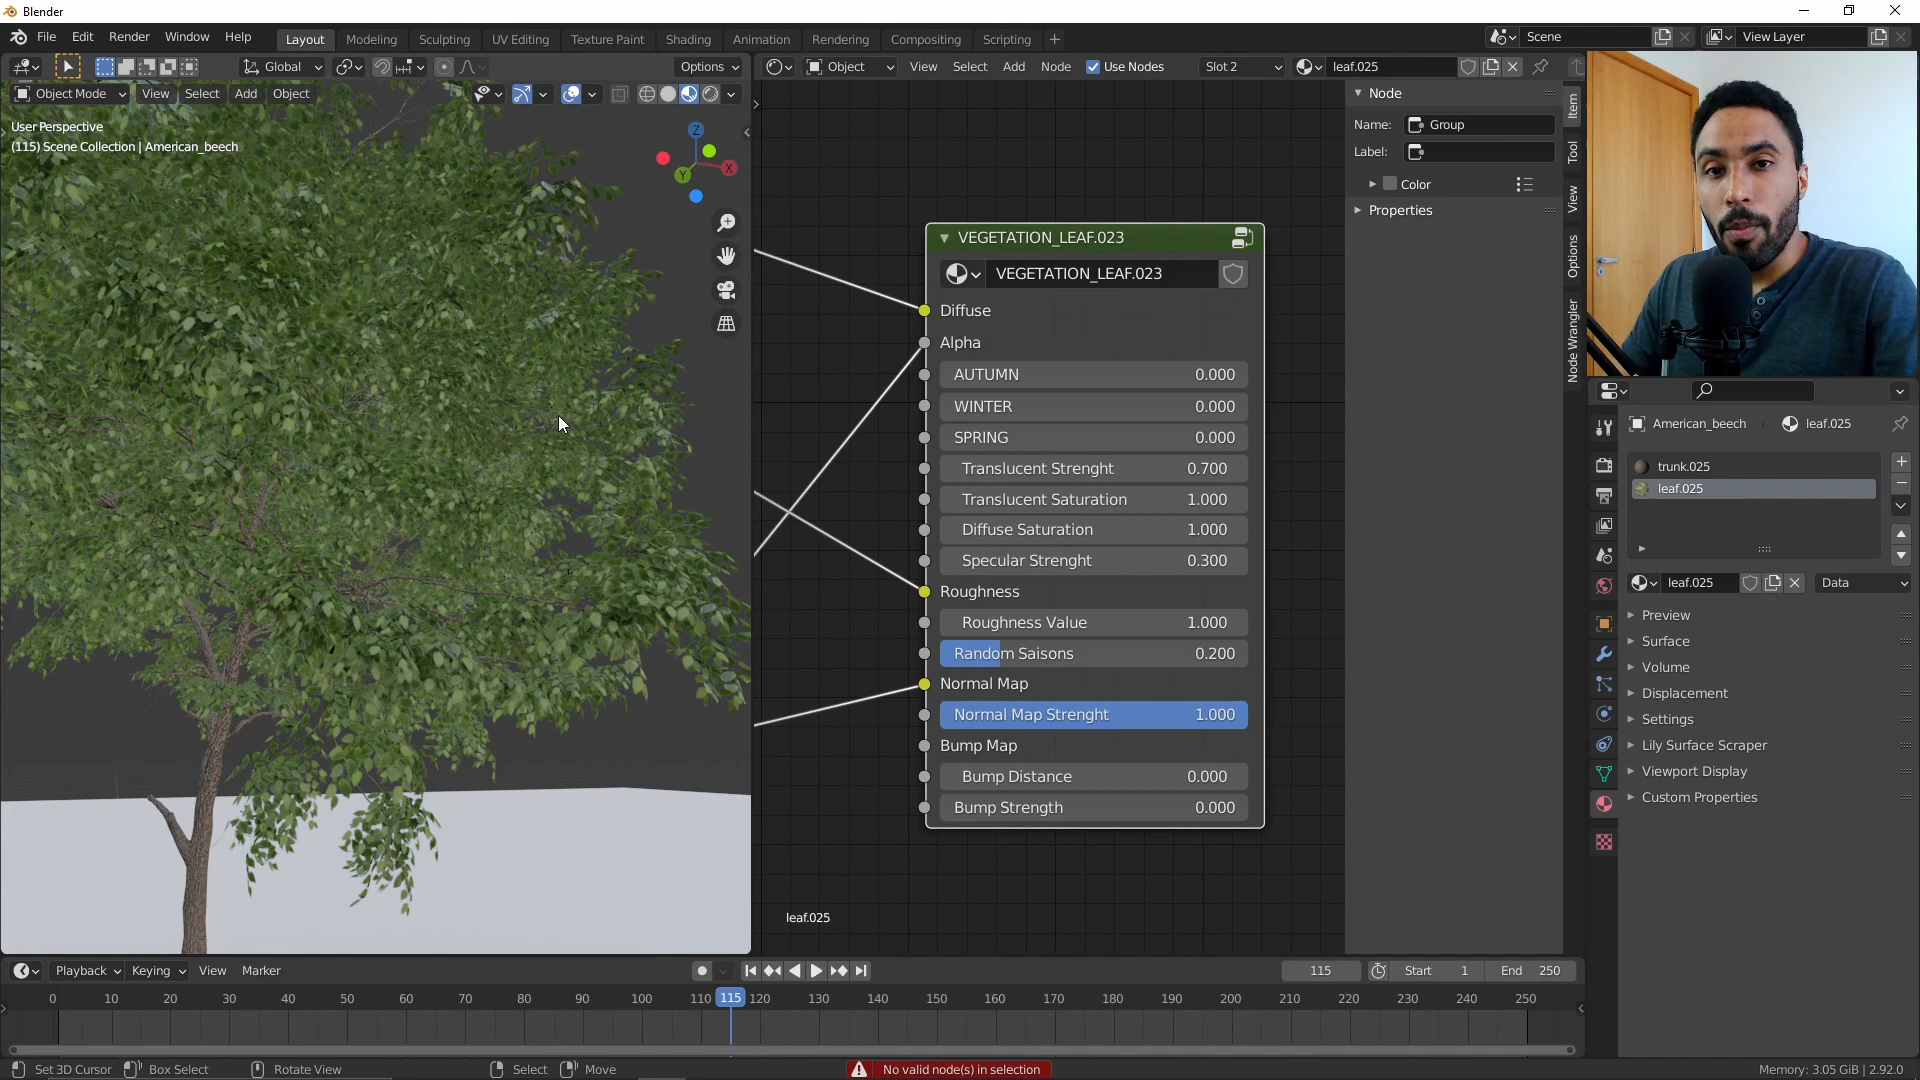 Blender
File Edit Render Window Help Layout Modeling Sculpting UV Editing Texture Paint Shading Animation Rendering Compositing Scripting + Scene View Layer
Global Options Object View Select Add Node Use Nodes Slot 2 leaf.025
Object Mode View Select Add Object
User Perspective
(115) Scene Collection | American_beech
Z
X
Y
VEGETATION_LEAF.023
VEGETATION_LEAF.023
Diffuse
Alpha
AUTUMN 0.000
WINTER 0.000
SPRING 0.000
Translucent Strenght 0.700
Translucent Saturation 1.000
Diffuse Saturation 1.000
Specular Strenght 0.300
Roughness
Roughness Value 1.000
Random Saisons 0.200
Normal Map
Normal Map Strenght 1.000
Bump Map
Bump Distance 0.000
Bump Strength 0.000
leaf.025
Node
Name: Group
Label:
Color
Properties
Item
Tool
View
Options
Node Wrangler
American_beech leaf.025
trunk.025
leaf.025
leaf.025 Data
Preview
Surface
Volume
Displacement
Settings
Lily Surface Scraper
Viewport Display
Custom Properties
Playback Keying View Marker 115 Start 1 End 250
0 10 20 30 40 50 60 70 80 90 100 110 115 120 130 140 150 160 170 180 190 200 210 220 230 240 250
Set 3D Cursor Box Select Rotate View Select Move No valid node(s) in selection Memory: 3.05 GiB | 2.92.0